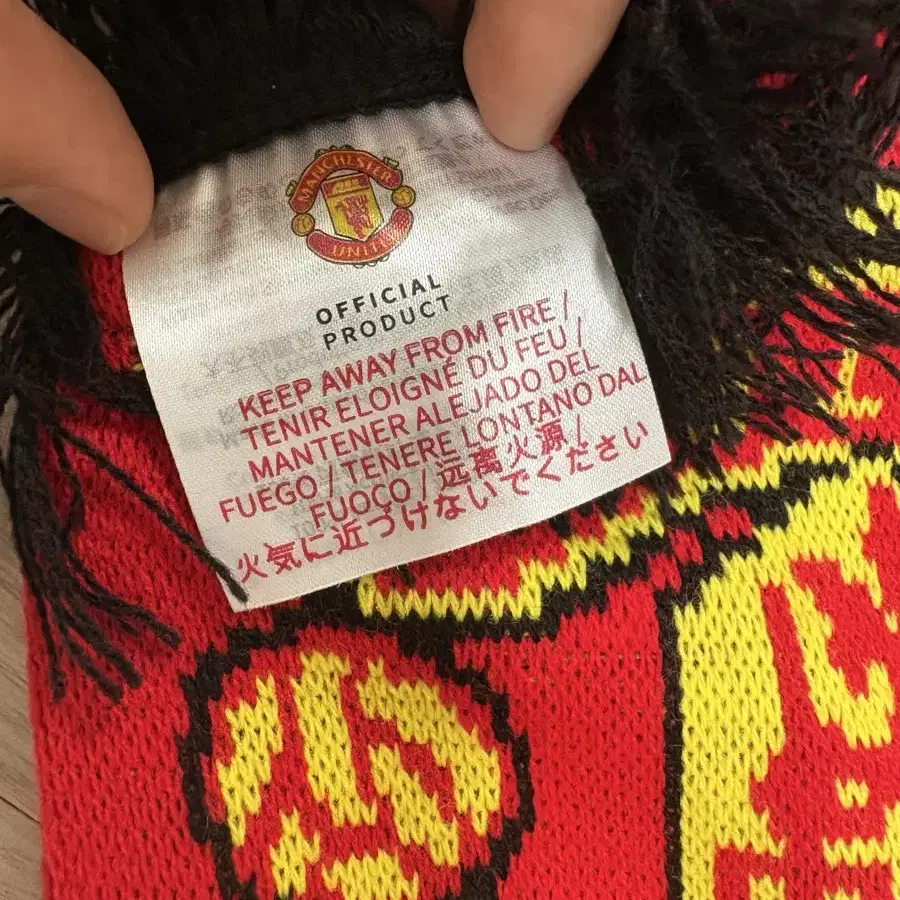 MANCHESTER
UNITED
OFFICIAL
PRODUCT
KEEP AWAY FROM FIRE /
TENIR ELOIGNÉ DU FEU /
MANTENER ALEJADO DEL
FUEGO / TENERE LONTANO DAL
FUOCO / 远离火源 /
火気に近づけないでください